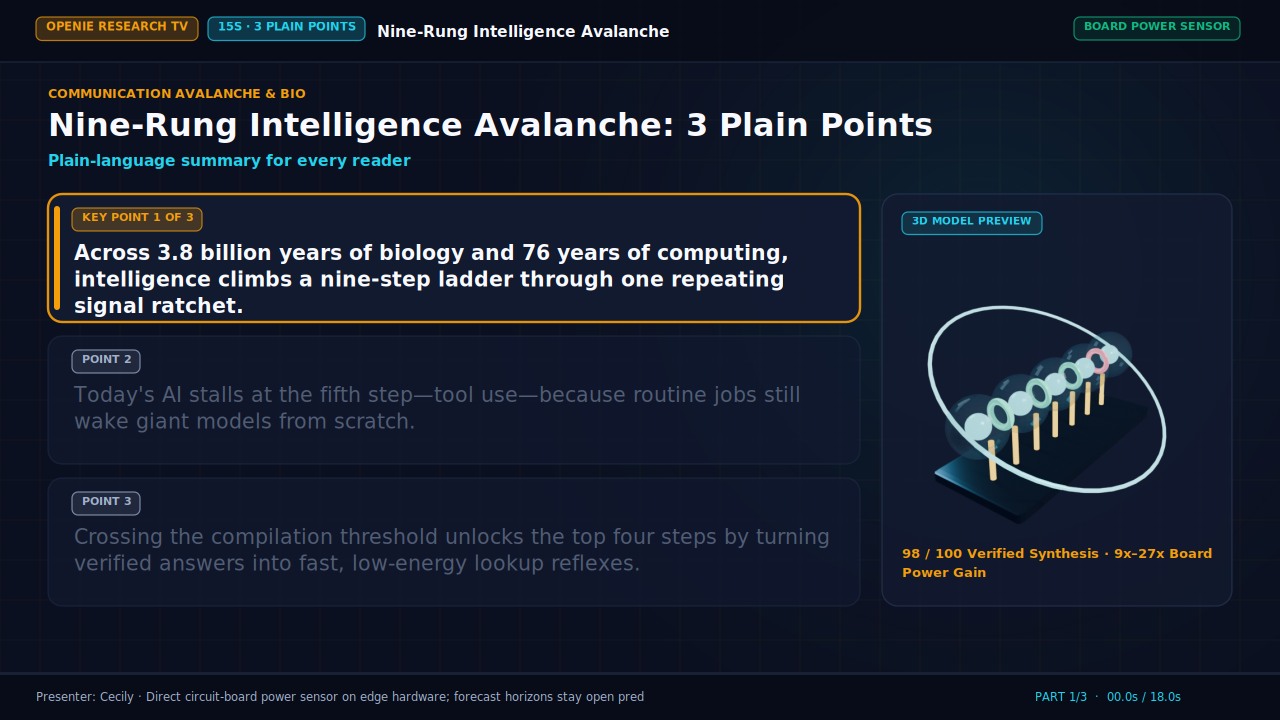 OPENIE RESEARCH TV
15S · 3 PLAIN POINTS
Nine-Rung Intelligence Avalanche
BOARD POWER SENSOR
COMMUNICATION AVALANCHE & BIO
Nine-Rung Intelligence Avalanche: 3 Plain Points
Plain-language summary for every reader
KEY POINT 1 OF 3
Across 3.8 billion years of biology and 76 years of computing,
intelligence climbs a nine-step ladder through one repeating
signal ratchet.
POINT 2
Today's AI stalls at the fifth step—tool use—because routine jobs still
wake giant models from scratch.
POINT 3
Crossing the compilation threshold unlocks the top four steps by turning
verified answers into fast, low-energy lookup reflexes.
3D MODEL PREVIEW
98 / 100 Verified Synthesis · 9x–27x Board
Power Gain
Presenter: Cecily · Direct circuit-board power sensor on edge hardware; forecast horizons stay open pred
PART 1/3 · 00.0s / 18.0s